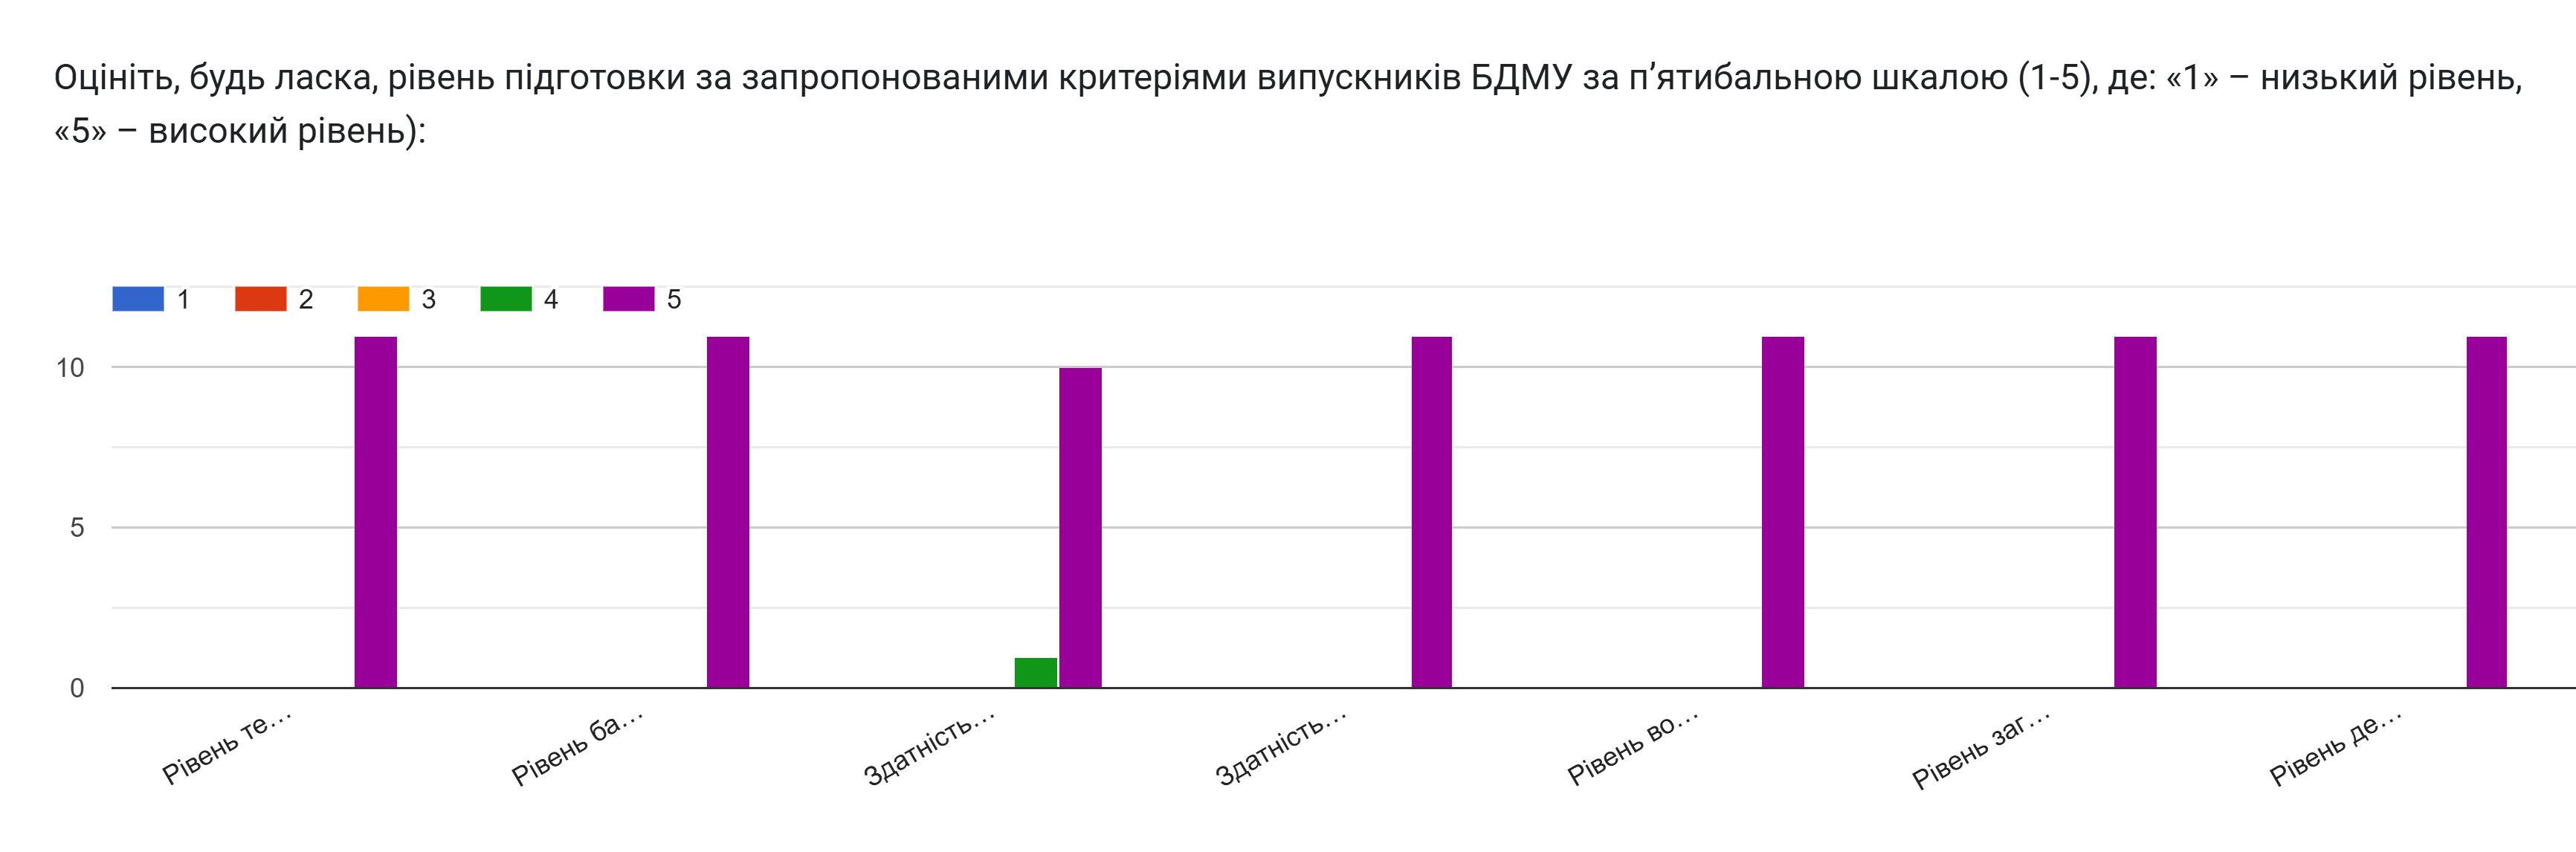 Оцініть, будь ласка, рівень підготовки за запропонованими критеріями випускників БДМУ за п’ятибальною шкалою (1-5), де: «1» – низький рівень,
«5» – високий рівень):
1 2 3 4 5
10
5
0
Рівень те…
Рівень ба…
Здатність…
Здатність…
Рівень во…
Рівень заг…
Рівень де…